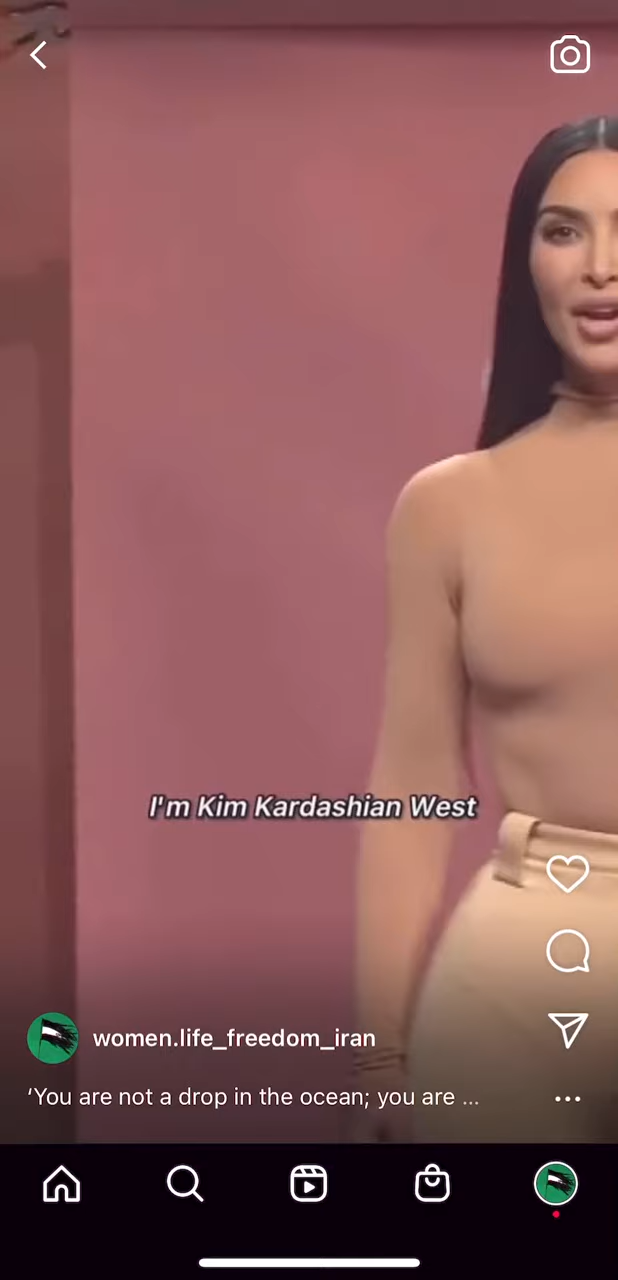 I'm Kim Kardashian West
women.life_freedom_iran
‘You are not a drop in the ocean; you are ...